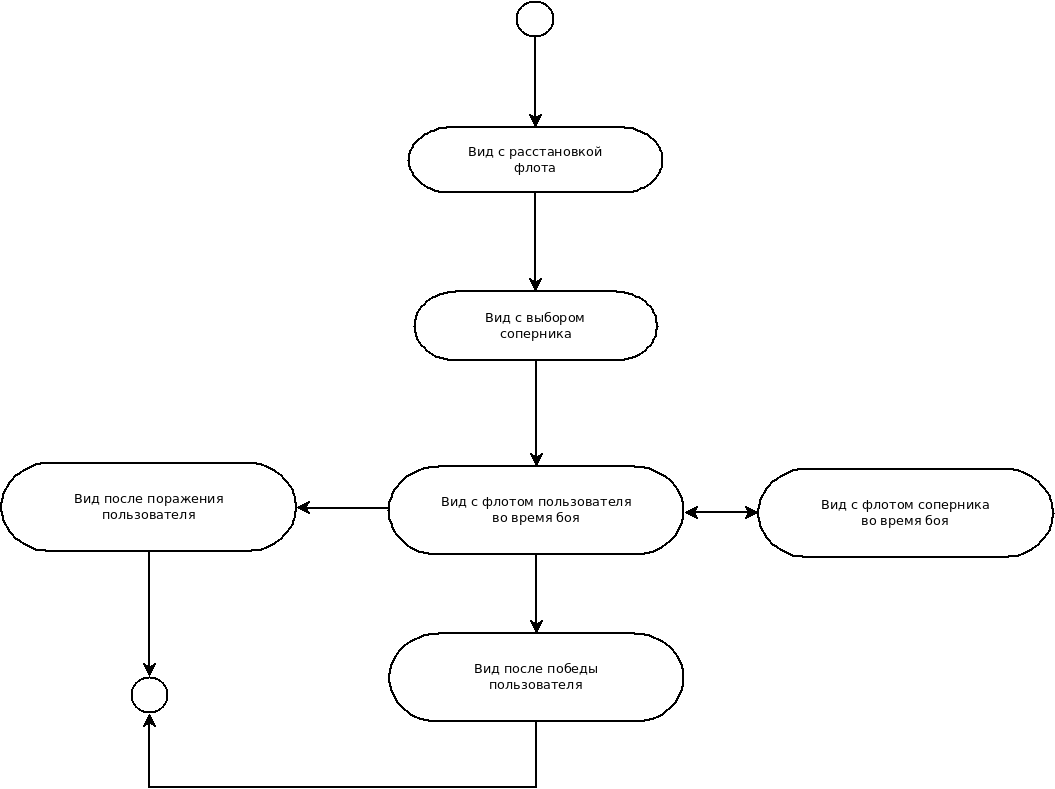 Вид с расстановкой
флота
Вид с выбором
соперника
Вид после поражения
пользователя
Вид с флотом пользователя
во время боя
Вид с флотом соперника
во время боя
Вид после победы
пользователя